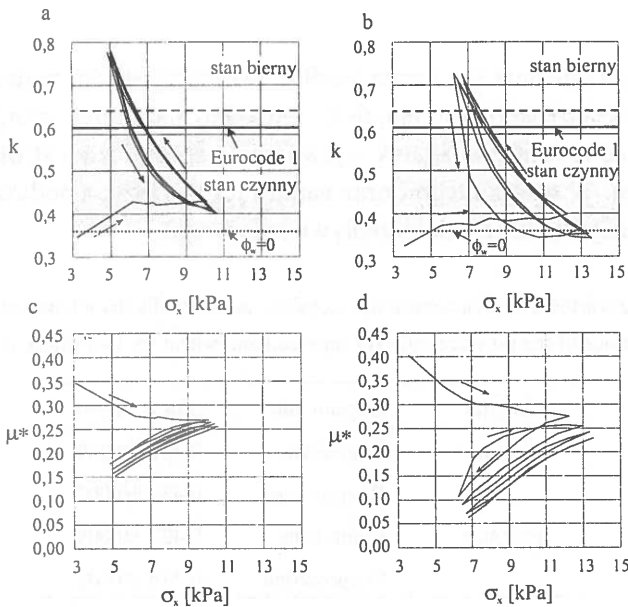 a
0,8
0,7
0,6
k
0,5
0,4
0,3
3 5 7 9 11 13 15
σx [kPa]
stan bierny
Eurocode 1
stan czynny
ϕw=0
b
0,8
0,7
0,6
k
0,5
0,4
0,3
3 5 7 9 11 13 15
σx [kPa]
stan bierny
Eurocode 1
stan czynny
ϕw=0
c
0,45
0,40
0,35
0,30
μ* 0,25
0,20
0,15
0,10
0,05
0,00
3 5 7 9 11 13 15
σx [kPa]
d
0,45
0,40
0,35
0,30
μ* 0,25
0,20
0,15
0,10
0,05
0,00
3 5 7 9 11 13 15
σx [kPa]